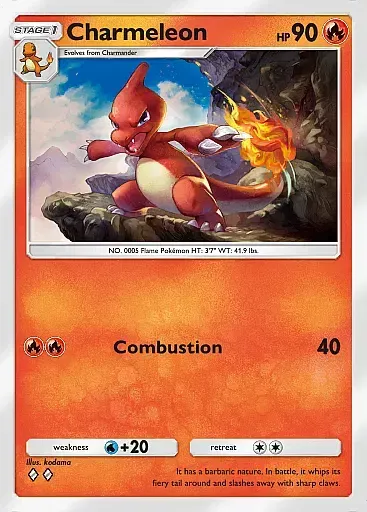 STAGE 1
Charmeleon
HP 90
Evolves from Charmander
NO. 0005 Flame Pokémon HT: 3'7" WT: 41.9 lbs.
Combustion 40
weakness +20 retreat
Illus. kodama
It has a barbaric nature. In battle, it whips its
fiery tail around and slashes away with sharp claws.